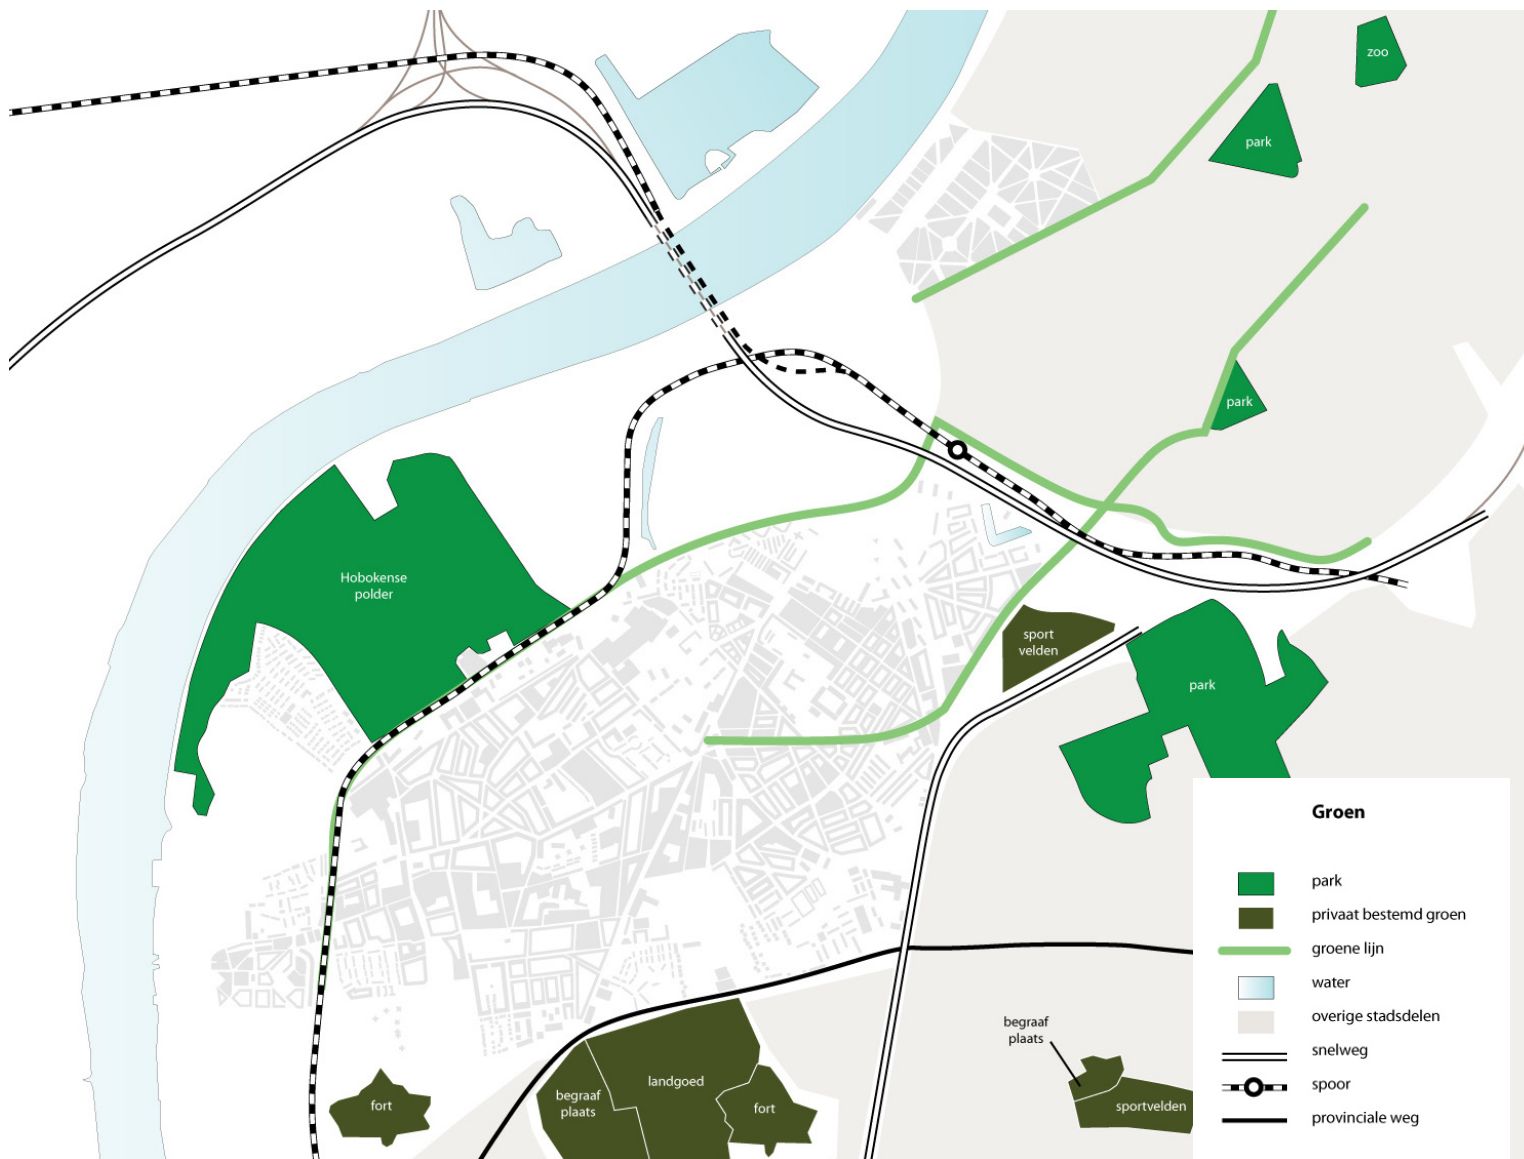 zoo
park
park
Hobokense
polder
sport
velden
park
Groen
park
privaat bestemd groen
groene lijn
water
overige stadsdelen
snelweg
spoor
provinciale weg
begraaf
plaats
landgoed
begraaf
plaats
fort
fort
sportvelden